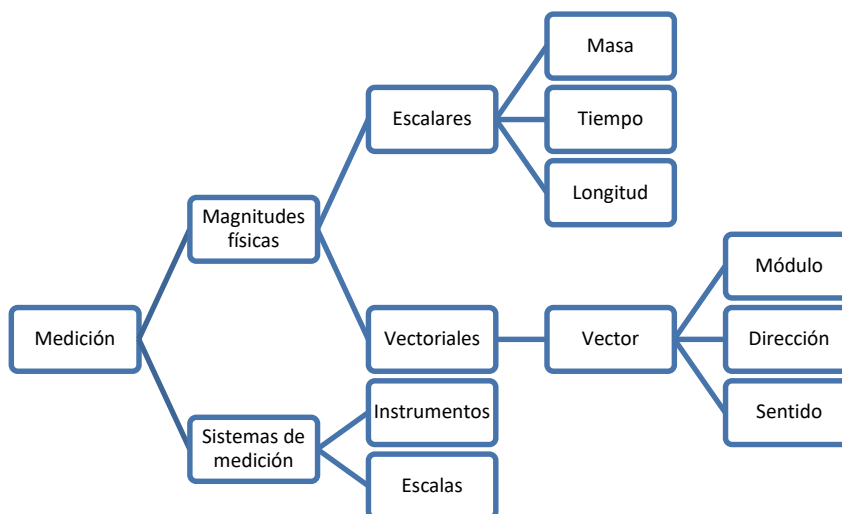 Masa
Escalares
Tiempo
Longitud
Magnitudes
físicas
Módulo
Medición
Vectoriales
Vector
Dirección
Sentido
Sistemas de
medición
Instrumentos
Escalas